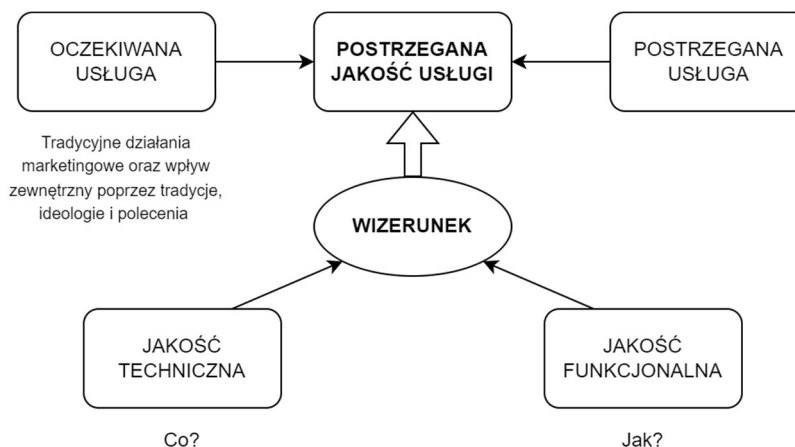 OCZEKIWANA
USŁUGA
POSTRZEGANA
JAKOŚĆ USŁUGI
POSTRZEGANA
USŁUGA
Tradycyjne działania
marketingowe oraz wpływ
zewnętrzny poprzez tradycje,
ideologie i polecenia
WIZERUNEK
JAKOŚĆ
TECHNICZNA
JAKOŚĆ
FUNKCJONALNA
Co?
Jak?